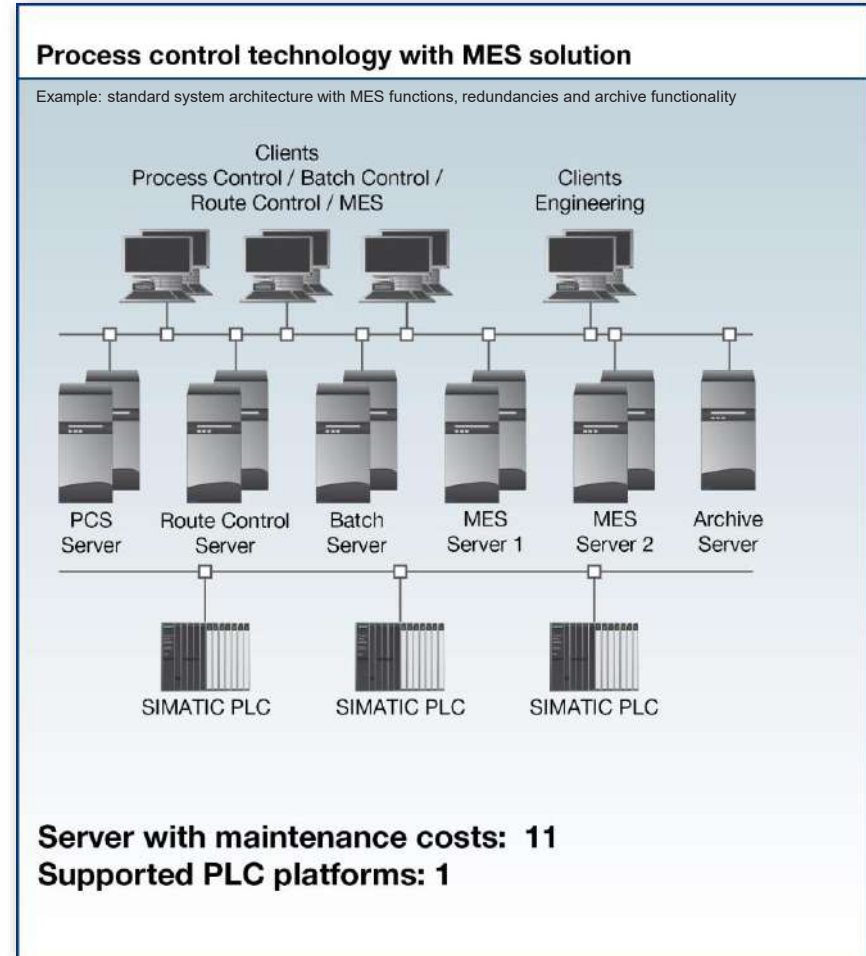 Process control technology with MES solution
Example: standard system architecture with MES functions, redundancies and archive functionality
Clients
Process Control / Batch Control /
Route Control / MES
Clients
Engineering
PCS
Server
Route Control
Server
Batch
Server
MES
Server 1
MES
Server 2
Archive
Server
SIMATIC PLC
SIMATIC PLC
SIMATIC PLC
Server with maintenance costs: 11
Supported PLC platforms: 1